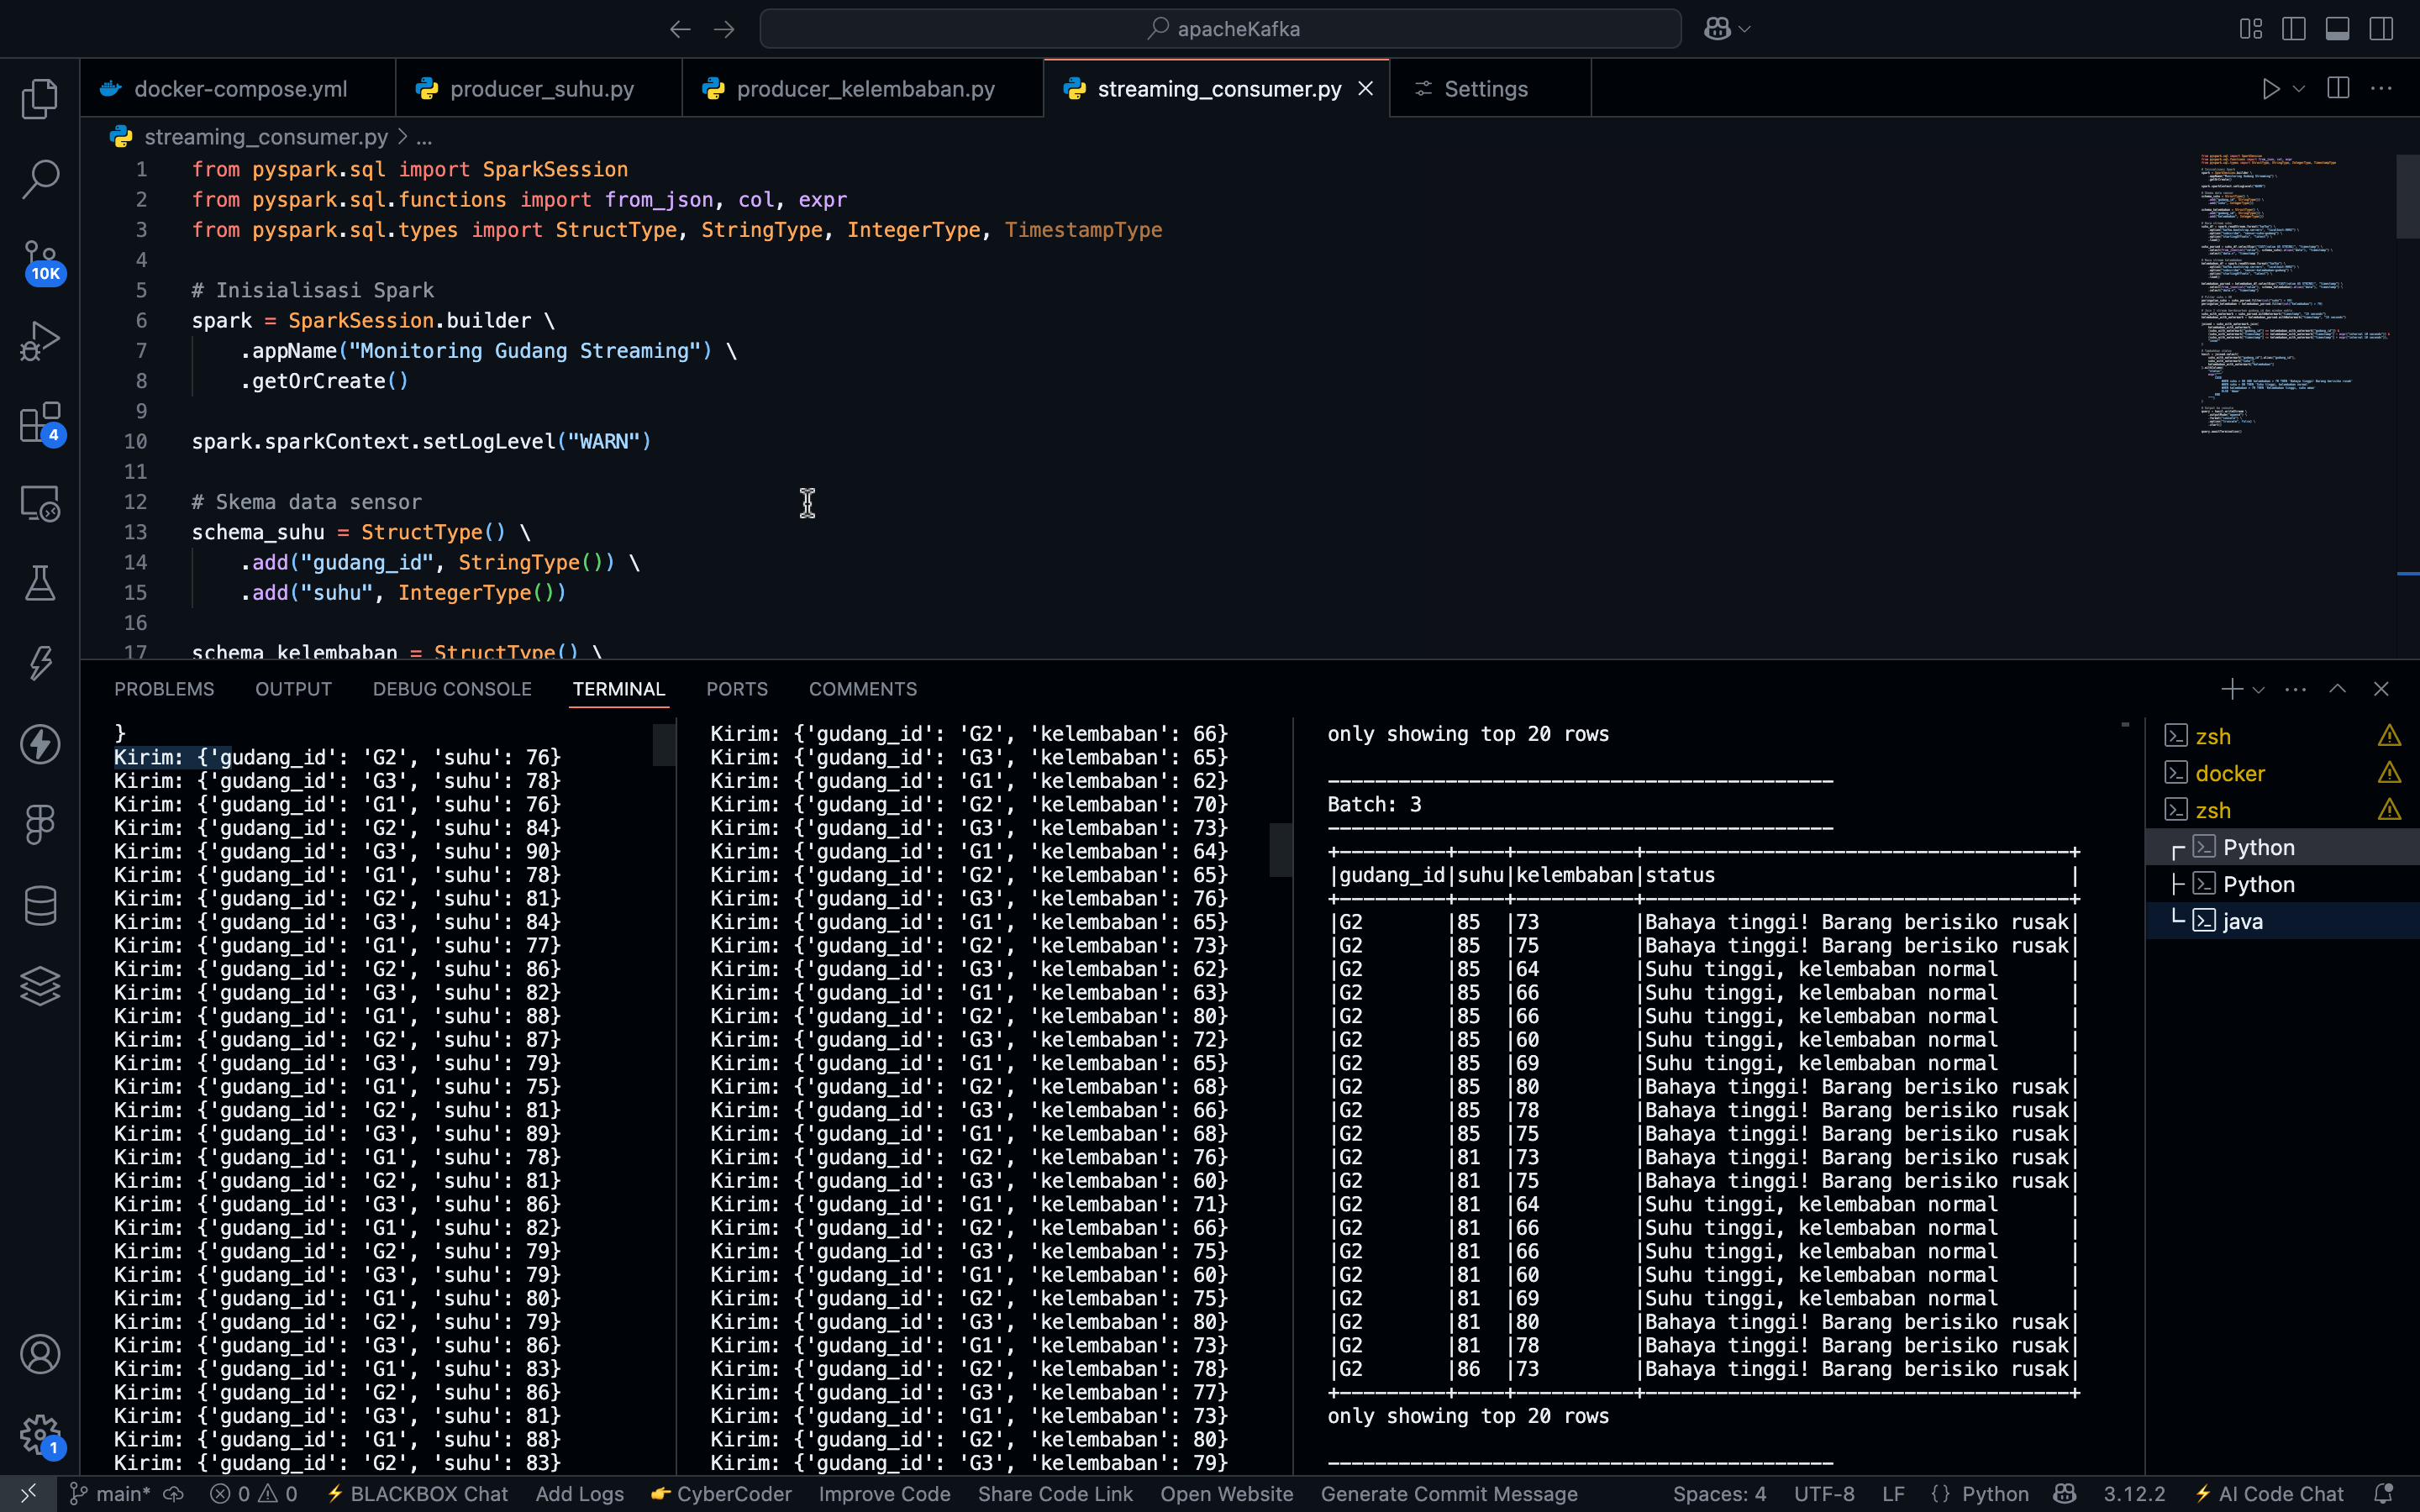 apacheKafka
docker-compose.yml
producer_suhu.py
producer_kelembaban.py
streaming_consumer.py
Settings
streaming_consumer.py > ...
1 from pyspark.sql import SparkSession
2 from pyspark.sql.functions import from_json, col, expr
3 from pyspark.sql.types import StructType, StringType, IntegerType, TimestampType
4
5 # Inisialisasi Spark
6 spark = SparkSession.builder \
7 .appName("Monitoring Gudang Streaming") \
8 .getOrCreate()
9
10 spark.sparkContext.setLogLevel("WARN")
11
12 # Skema data sensor
13 schema_suhu = StructType() \
14 .add("gudang_id", StringType()) \
15 .add("suhu", IntegerType())
16
17 schema_kelembaban = StructType() \
10K
4
1
PROBLEMS OUTPUT DEBUG CONSOLE TERMINAL PORTS COMMENTS
}
Kirim: {'gudang_id': 'G2', 'suhu': 76}
Kirim: {'gudang_id': 'G3', 'suhu': 78}
Kirim: {'gudang_id': 'G1', 'suhu': 76}
Kirim: {'gudang_id': 'G2', 'suhu': 84}
Kirim: {'gudang_id': 'G3', 'suhu': 90}
Kirim: {'gudang_id': 'G1', 'suhu': 78}
Kirim: {'gudang_id': 'G2', 'suhu': 81}
Kirim: {'gudang_id': 'G3', 'suhu': 84}
Kirim: {'gudang_id': 'G1', 'suhu': 77}
Kirim: {'gudang_id': 'G2', 'suhu': 86}
Kirim: {'gudang_id': 'G3', 'suhu': 82}
Kirim: {'gudang_id': 'G1', 'suhu': 88}
Kirim: {'gudang_id': 'G2', 'suhu': 87}
Kirim: {'gudang_id': 'G3', 'suhu': 79}
Kirim: {'gudang_id': 'G1', 'suhu': 75}
Kirim: {'gudang_id': 'G2', 'suhu': 81}
Kirim: {'gudang_id': 'G3', 'suhu': 89}
Kirim: {'gudang_id': 'G1', 'suhu': 78}
Kirim: {'gudang_id': 'G2', 'suhu': 81}
Kirim: {'gudang_id': 'G3', 'suhu': 86}
Kirim: {'gudang_id': 'G1', 'suhu': 82}
Kirim: {'gudang_id': 'G2', 'suhu': 79}
Kirim: {'gudang_id': 'G3', 'suhu': 79}
Kirim: {'gudang_id': 'G1', 'suhu': 80}
Kirim: {'gudang_id': 'G2', 'suhu': 79}
Kirim: {'gudang_id': 'G3', 'suhu': 86}
Kirim: {'gudang_id': 'G1', 'suhu': 83}
Kirim: {'gudang_id': 'G2', 'suhu': 86}
Kirim: {'gudang_id': 'G3', 'suhu': 81}
Kirim: {'gudang_id': 'G1', 'suhu': 88}
Kirim: {'gudang_id': 'G2', 'suhu': 83}
Kirim: {'gudang_id': 'G2', 'kelembaban': 66}
Kirim: {'gudang_id': 'G3', 'kelembaban': 65}
Kirim: {'gudang_id': 'G1', 'kelembaban': 62}
Kirim: {'gudang_id': 'G2', 'kelembaban': 70}
Kirim: {'gudang_id': 'G3', 'kelembaban': 73}
Kirim: {'gudang_id': 'G1', 'kelembaban': 64}
Kirim: {'gudang_id': 'G2', 'kelembaban': 65}
Kirim: {'gudang_id': 'G3', 'kelembaban': 76}
Kirim: {'gudang_id': 'G1', 'kelembaban': 65}
Kirim: {'gudang_id': 'G2', 'kelembaban': 73}
Kirim: {'gudang_id': 'G3', 'kelembaban': 62}
Kirim: {'gudang_id': 'G1', 'kelembaban': 63}
Kirim: {'gudang_id': 'G2', 'kelembaban': 80}
Kirim: {'gudang_id': 'G3', 'kelembaban': 72}
Kirim: {'gudang_id': 'G1', 'kelembaban': 65}
Kirim: {'gudang_id': 'G2', 'kelembaban': 68}
Kirim: {'gudang_id': 'G3', 'kelembaban': 66}
Kirim: {'gudang_id': 'G1', 'kelembaban': 68}
Kirim: {'gudang_id': 'G2', 'kelembaban': 76}
Kirim: {'gudang_id': 'G3', 'kelembaban': 60}
Kirim: {'gudang_id': 'G1', 'kelembaban': 71}
Kirim: {'gudang_id': 'G2', 'kelembaban': 66}
Kirim: {'gudang_id': 'G3', 'kelembaban': 75}
Kirim: {'gudang_id': 'G1', 'kelembaban': 60}
Kirim: {'gudang_id': 'G2', 'kelembaban': 75}
Kirim: {'gudang_id': 'G3', 'kelembaban': 80}
Kirim: {'gudang_id': 'G1', 'kelembaban': 73}
Kirim: {'gudang_id': 'G2', 'kelembaban': 78}
Kirim: {'gudang_id': 'G3', 'kelembaban': 77}
Kirim: {'gudang_id': 'G1', 'kelembaban': 73}
Kirim: {'gudang_id': 'G2', 'kelembaban': 80}
Kirim: {'gudang_id': 'G3', 'kelembaban': 79}
only showing top 20 rows
-------------------------------------------
Batch: 3
-------------------------------------------
+---------+----+----------+------------------------------------+
|gudang_id|suhu|kelembaban|status                              |
+---------+----+----------+------------------------------------+
|G2       |85  |73        |Bahaya tinggi! Barang berisiko rusak|
|G2       |85  |75        |Bahaya tinggi! Barang berisiko rusak|
|G2       |85  |64        |Suhu tinggi, kelembaban normal      |
|G2       |85  |66        |Suhu tinggi, kelembaban normal      |
|G2       |85  |66        |Suhu tinggi, kelembaban normal      |
|G2       |85  |60        |Suhu tinggi, kelembaban normal      |
|G2       |85  |69        |Suhu tinggi, kelembaban normal      |
|G2       |85  |80        |Bahaya tinggi! Barang berisiko rusak|
|G2       |85  |78        |Bahaya tinggi! Barang berisiko rusak|
|G2       |85  |75        |Bahaya tinggi! Barang berisiko rusak|
|G2       |81  |73        |Bahaya tinggi! Barang berisiko rusak|
|G2       |81  |75        |Bahaya tinggi! Barang berisiko rusak|
|G2       |81  |64        |Suhu tinggi, kelembaban normal      |
|G2       |81  |66        |Suhu tinggi, kelembaban normal      |
|G2       |81  |66        |Suhu tinggi, kelembaban normal      |
|G2       |81  |60        |Suhu tinggi, kelembaban normal      |
|G2       |81  |69        |Suhu tinggi, kelembaban normal      |
|G2       |81  |80        |Bahaya tinggi! Barang berisiko rusak|
|G2       |81  |78        |Bahaya tinggi! Barang berisiko rusak|
|G2       |86  |73        |Bahaya tinggi! Barang berisiko rusak|
+---------+----+----------+------------------------------------+
only showing top 20 rows
-------------------------------------------
zsh
docker
zsh
Python
Python
java
main* 0 0 BLACKBOX Chat Add Logs CyberCoder Improve Code Share Code Link Open Website Generate Commit Message Spaces: 4 UTF-8 LF {} Python 3.12.2 AI Code Chat